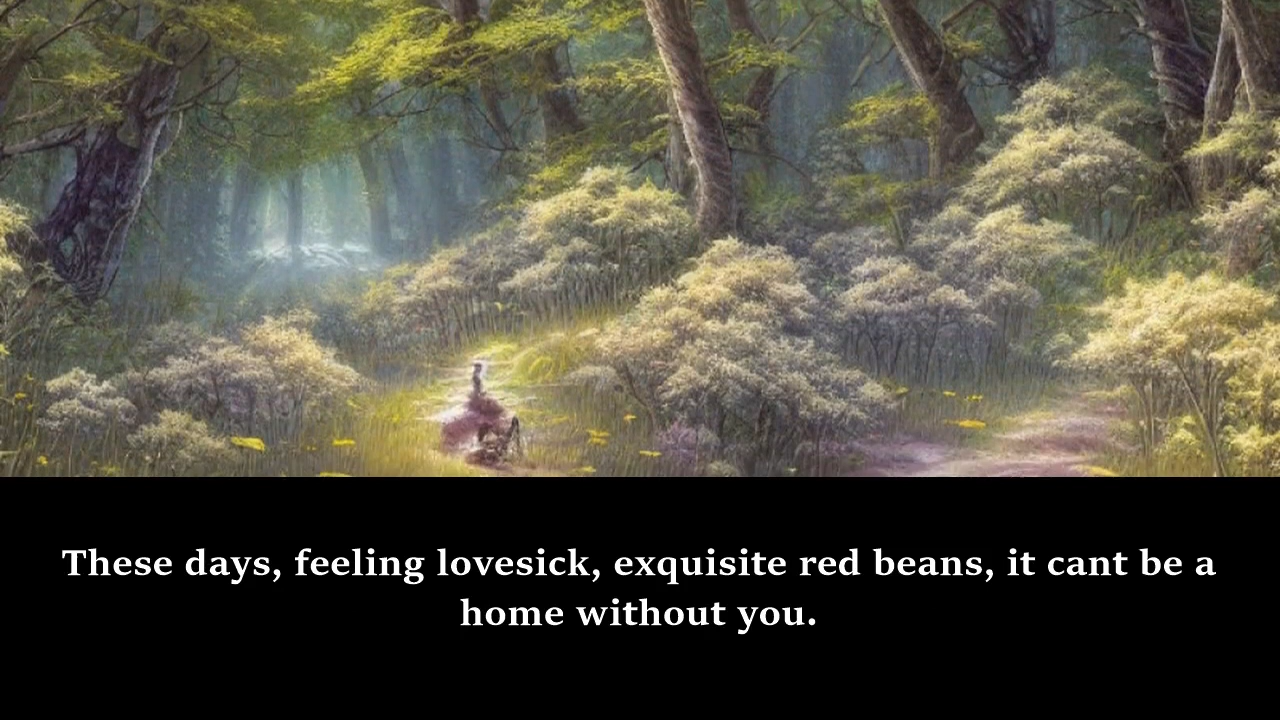 These days, feeling lovesick, exquisite red beans, it cant be a
home without you.